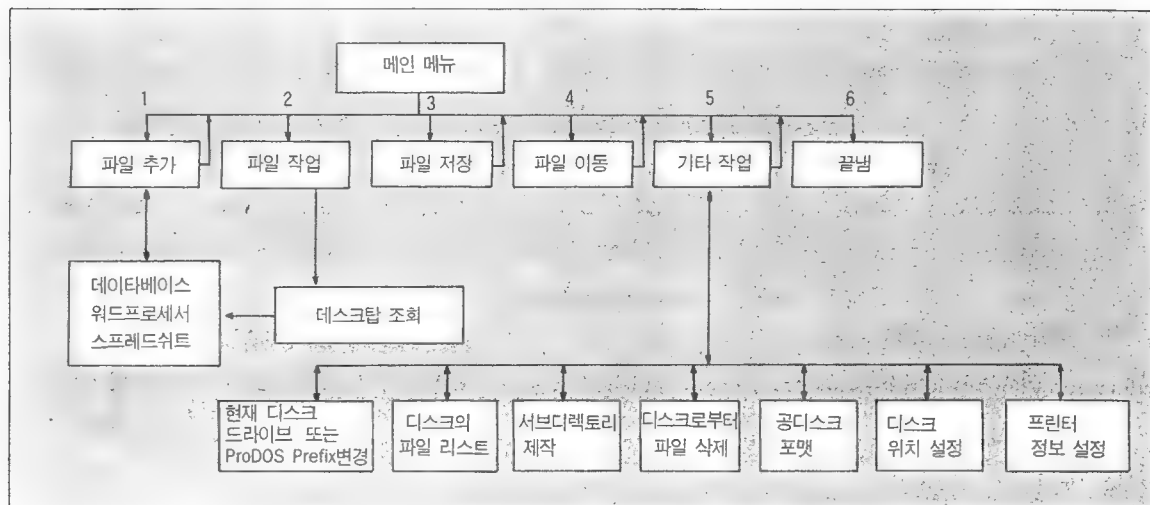 메인 메뉴
1 2 3 4 5 6
파일 추가
파일 작업
파일 저장
파일 이동
가타 작업
끝냄
데이타베이스
워드프로세서
스프레드쉬트
데스크탑 조회
현재 디스크
드라이브 또는
ProDOS Prefix변경
디스크의
파일 리스트
서브디렉토리
제작
디스크로부터
파일 삭제
공디스크
포맷
디스크
위치 설정
프린터
정보 설정